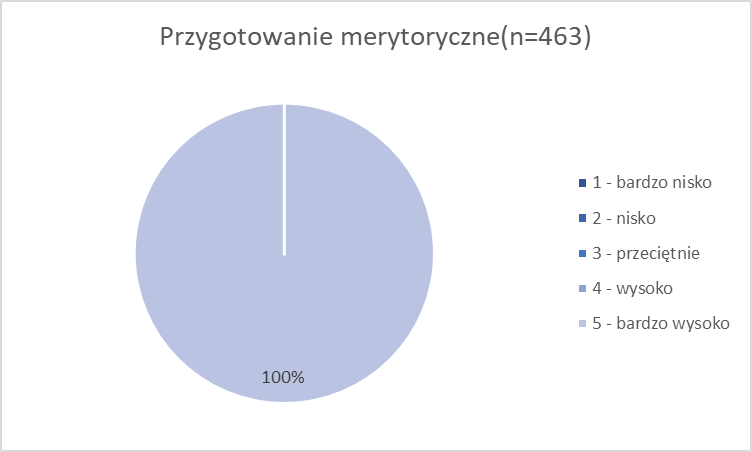 Przygotowanie merytoryczne(n=463)
1 - bardzo nisko
2 - nisko
3 - przeciętnie
4 - wysoko
5 - bardzo wysoko
100%